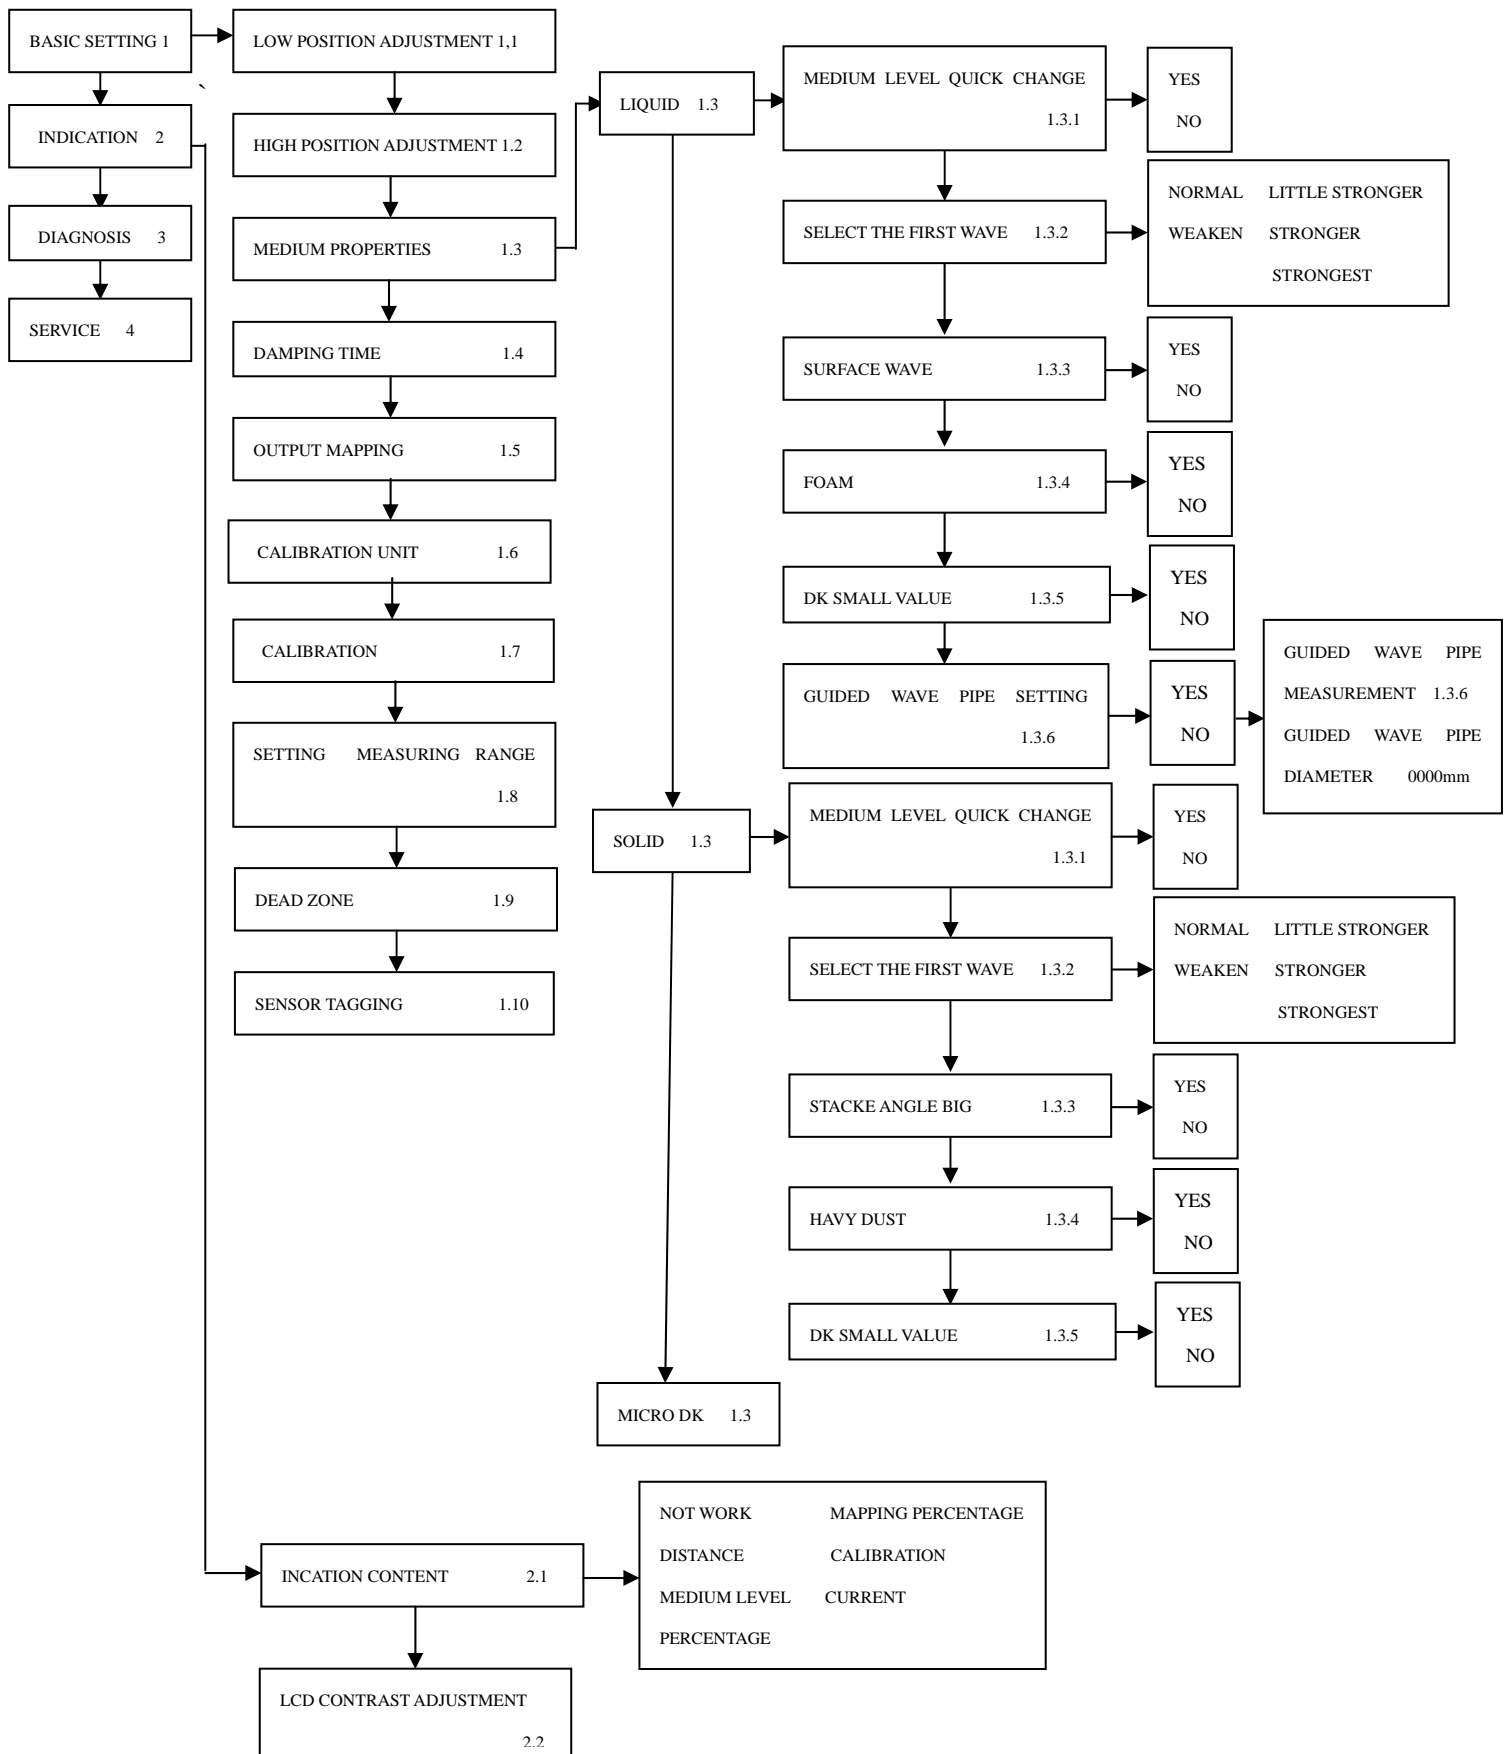 BASIC SETTING 1
INDICATION 2
DIAGNOSIS 3
SERVICE 4
`
LOW POSITION ADJUSTMENT 1,1
HIGH POSITION ADJUSTMENT 1.2
MEDIUM PROPERTIES 1.3
DAMPING TIME 1.4
OUTPUT MAPPING 1.5
CALIBRATION UNIT 1.6
CALIBRATION 1.7
SETTING MEASURING RANGE
1.8
DEAD ZONE 1.9
SENSOR TAGGING 1.10
LIQUID 1.3
MEDIUM LEVEL QUICK CHANGE
1.3.1
YES
NO
SELECT THE FIRST WAVE 1.3.2
NORMAL LITTLE STRONGER
WEAKEN STRONGER
STRONGEST
SURFACE WAVE 1.3.3
YES
NO
FOAM 1.3.4
YES
NO
DK SMALL VALUE 1.3.5
YES
NO
GUIDED WAVE PIPE SETTING
1.3.6
YES
NO
GUIDED WAVE PIPE
MEASUREMENT 1.3.6
GUIDED WAVE PIPE
DIAMETER 0000mm
SOLID 1.3
MEDIUM LEVEL QUICK CHANGE
1.3.1
YES
NO
SELECT THE FIRST WAVE 1.3.2
NORMAL LITTLE STRONGER
WEAKEN STRONGER
STRONGEST
STACKE ANGLE BIG 1.3.3
YES
NO
HAVY DUST 1.3.4
YES
NO
DK SMALL VALUE 1.3.5
YES
NO
MICRO DK 1.3
INCATION CONTENT 2.1
NOT WORK MAPPING PERCENTAGE
DISTANCE CALIBRATION
MEDIUM LEVEL CURRENT
PERCENTAGE
LCD CONTRAST ADJUSTMENT
2.2